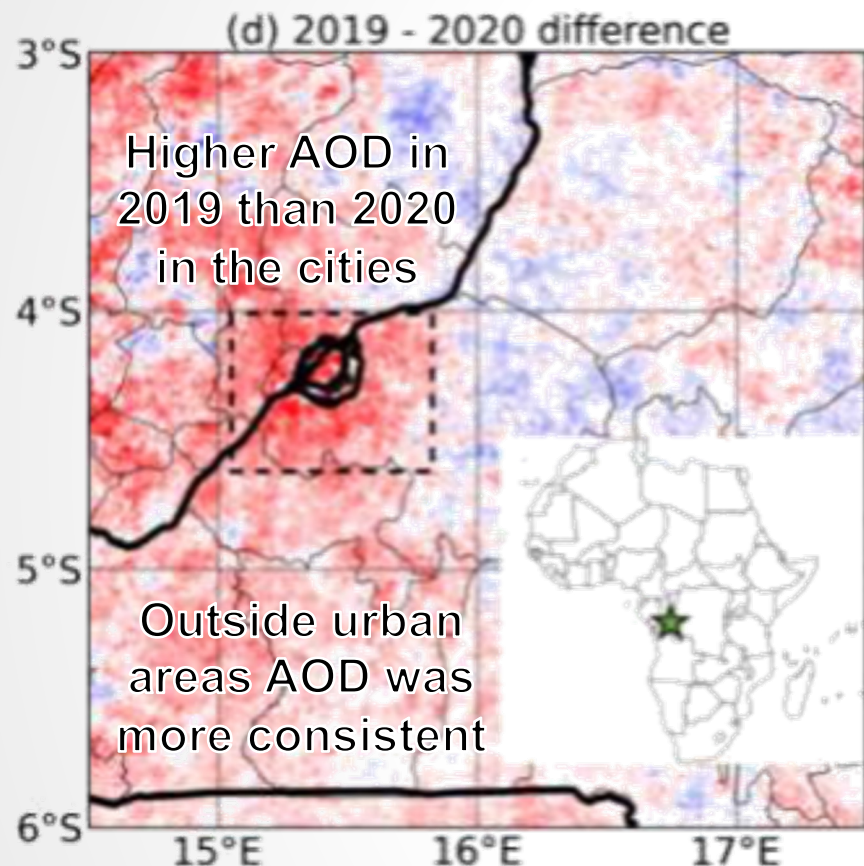 (d) 2019 - 2020 difference
3°S
Higher AOD in
2019 than 2020
in the cities
4°S
5°S
Outside urban
areas AOD was
more consistent
6°S
15°E 16°E 17°E